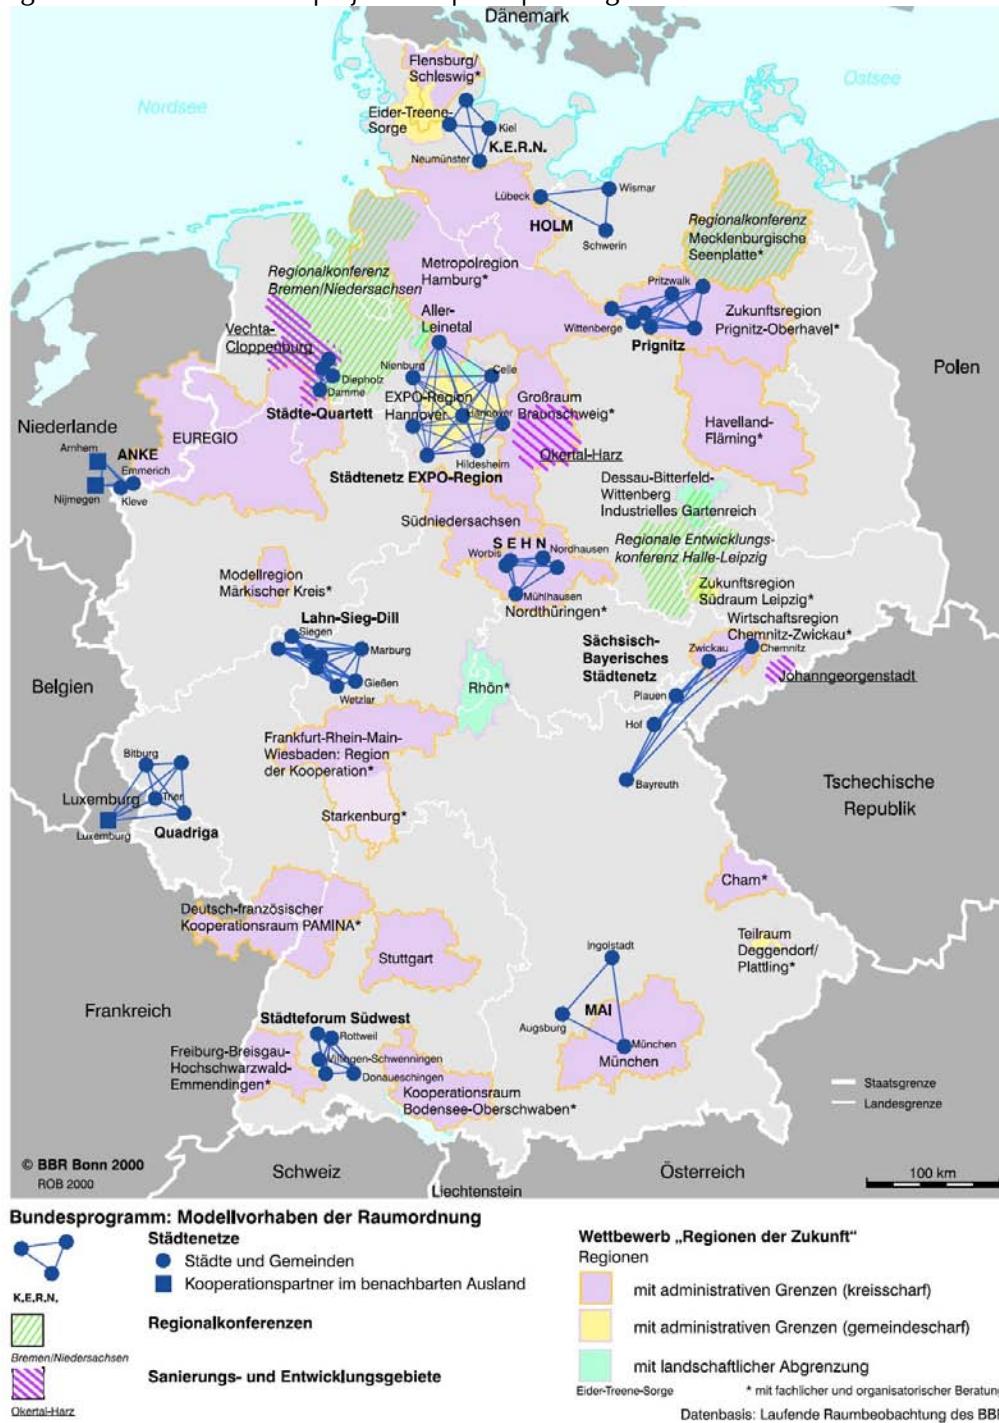 Dänemark
Flensburg/
Schleswig*
Nordsee
Ostsee
Eider-Treene-
Sorge
Kiel
K.E.R.N.
Neumünster
Lübeck
Wismar
HOLM
Schwerin
Regionalkonferenz
Mecklenburgische
Seenplatte*
Metropolregion
Hamburg*
Regionalkonferenz
Bremen/Niedersachsen
Pritzwalk
Zukunftsregion
Prignitz-Oberhavel*
Wittenberge
Prignitz
Aller-
Leinetal
Vechta-
Cloppenburg
Nienburg
Celle
Diepholz
Damme
Städte-Quartett
EXPO-Region
Hannover
Hannover
Großraum
Braunschweig*
Polen
Havelland-
Fläming*
Niederlande
Arnhem
ANKE
Emmerich
EUREGIO
Nijmegen
Kleve
Hildesheim
Okertal-Harz
Städtenetz EXPO-Region
Dessau-Bitterfeld-
Wittenberg
Industrielles Gartenreich
Südniedersachsen
SEHN
Worbis
Nordhausen
Regionale Entwicklungs-
konferenz Halle-Leipzig
Modellregion
Märkischer Kreis*
Mühlhausen
Nordthüringen*
Zukunftsregion
Südraum Leipzig*
Lahn-Sieg-Dill
Siegen
Marburg
Gießen
Wetzlar
Wirtschaftsregion
Chemnitz-Zwickau*
Sächsisch-
Bayerisches
Städtenetz
Zwickau
Chemnitz
Johanngeorgenstadt
Belgien
Rhön*
Plauen
Hof
Frankfurt-Rhein-Main-
Wiesbaden: Region
der Kooperation*
Bitburg
Bayreuth
Tschechische
Republik
Luxemburg
Trier
Starkenburg*
Luxemburg
Quadriga
Cham*
Deutsch-französischer
Kooperationsraum PAMINA*
Stuttgart
Ingolstadt
Teilraum
Deggendorf/
Plattling*
Frankreich
Städteforum Südwest
Rottweil
Augsburg
MAI
München
München
Freiburg-Breisgau-
Hochschwarzwald-
Emmendingen*
Villingen-Schwenningen
Donaueschingen
Kooperationsraum
Bodensee-Oberschwaben*
Staatsgrenze
Landesgrenze
© BBR Bonn 2000
ROB 2000
Schweiz
Liechtenstein
Österreich
100 km
Bundesprogramm: Modellvorhaben der Raumordnung
Städtenetze
Städte und Gemeinden
Kooperationspartner im benachbarten Ausland
K.E.R.N.
Regionalkonferenzen
Bremen/Niedersachsen
Sanierungs- und Entwicklungsgebiete
Okertal-Harz
Wettbewerb „Regionen der Zukunft"
Regionen
mit administrativen Grenzen (kreisscharf)
mit administrativen Grenzen (gemeindescharf)
mit landschaftlicher Abgrenzung
Eider-Treene-Sorge
* mit fachlicher und organisatorischer Beratung
Datenbasis: Laufende Raumbeobachtung des BBR